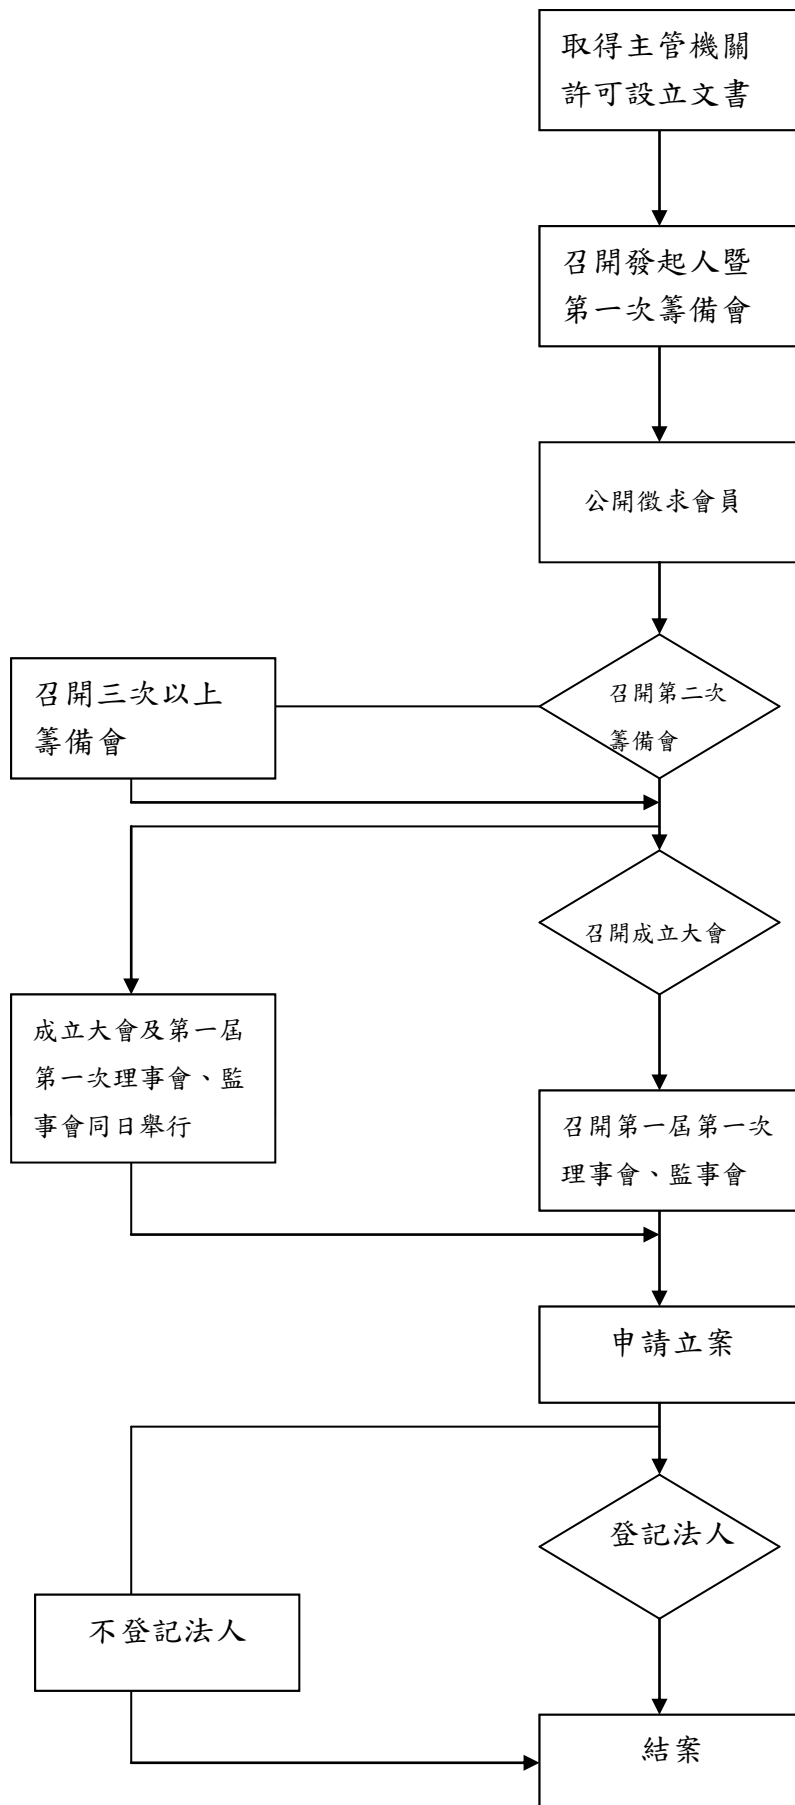 取得主管機關
許可設立文書
召開發起人暨
第一次籌備會
公開徵求會員
召開三次以上
籌備會
召開第二次
籌備會
召開成立大會
成立大會及第一屆
第一次理事會、監
事會同日舉行
召開第一屆第一次
理事會、監事會
申請立案
登記法人
不登記法人
結案